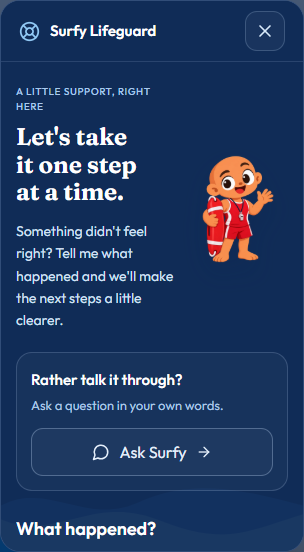 Surfy Lifeguard
A LITTLE SUPPORT, RIGHT
HERE
Let's take
it one step
at a time.
Something didn't feel
right? Tell me what
happened and we'll make
the next steps a little
clearer.
Rather talk it through?
Ask a question in your own words.
Ask Surfy →
What happened?